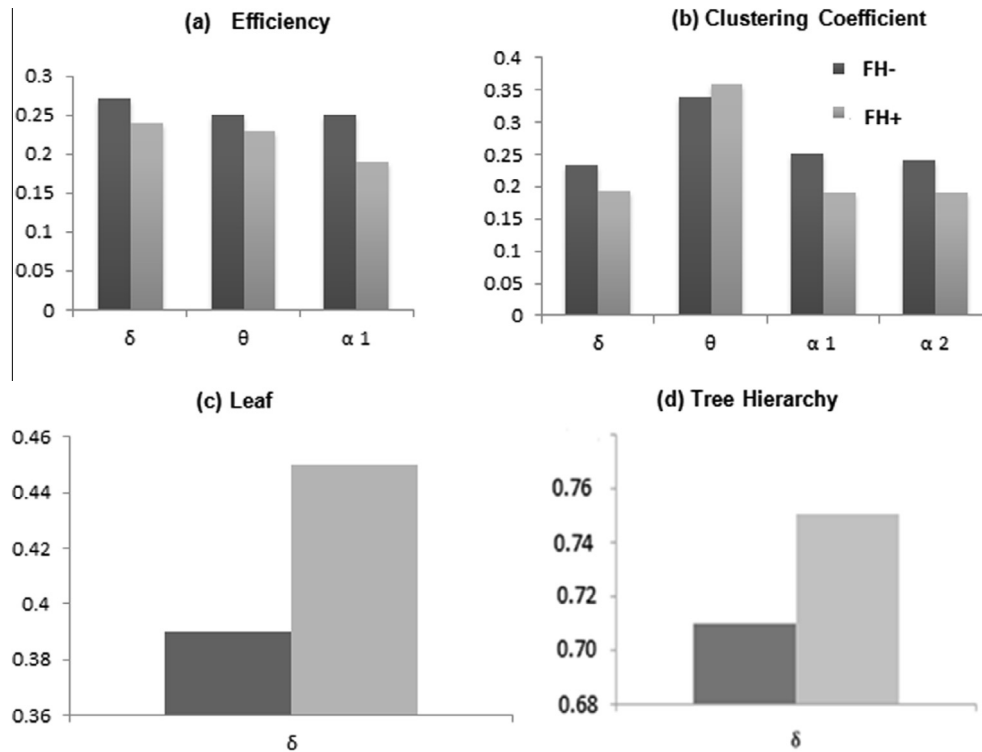 (a) Efficiency
0.3
0.25
0.2
0.15
0.1
0.05
0
δ θ α 1
(b) Clustering Coefficient
FH-
FH+
0.4
0.35
0.3
0.25
0.2
0.15
0.1
0.05
0
δ θ α 1 α 2
(c) Leaf
0.46
0.44
0.42
0.4
0.38
0.36
δ
(d) Tree Hierarchy
0.76
0.74
0.72
0.70
0.68
δ